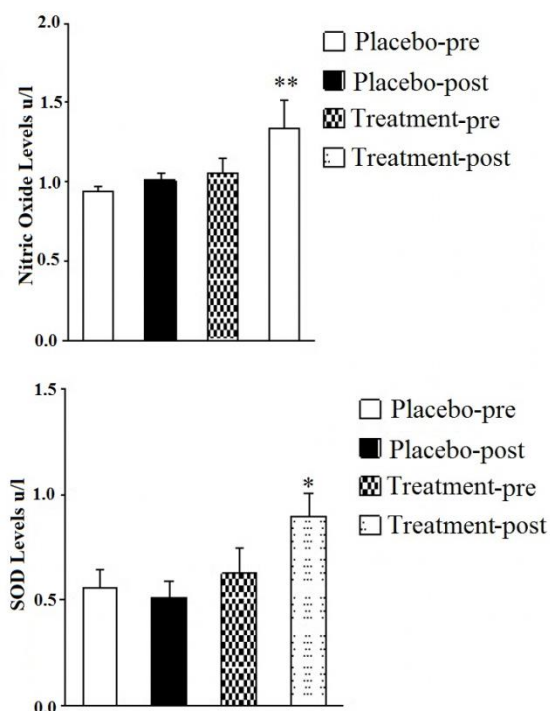 2.0
1.5
1.0
0.5
0.0
Nitric Oxide Levels u/l
**
Placebo-pre
Placebo-post
Treatment-pre
Treatment-post
1.5
1.0
0.5
0.0
SOD Levels u/l
*
Placebo-pre
Placebo-post
Treatment-pre
Treatment-post